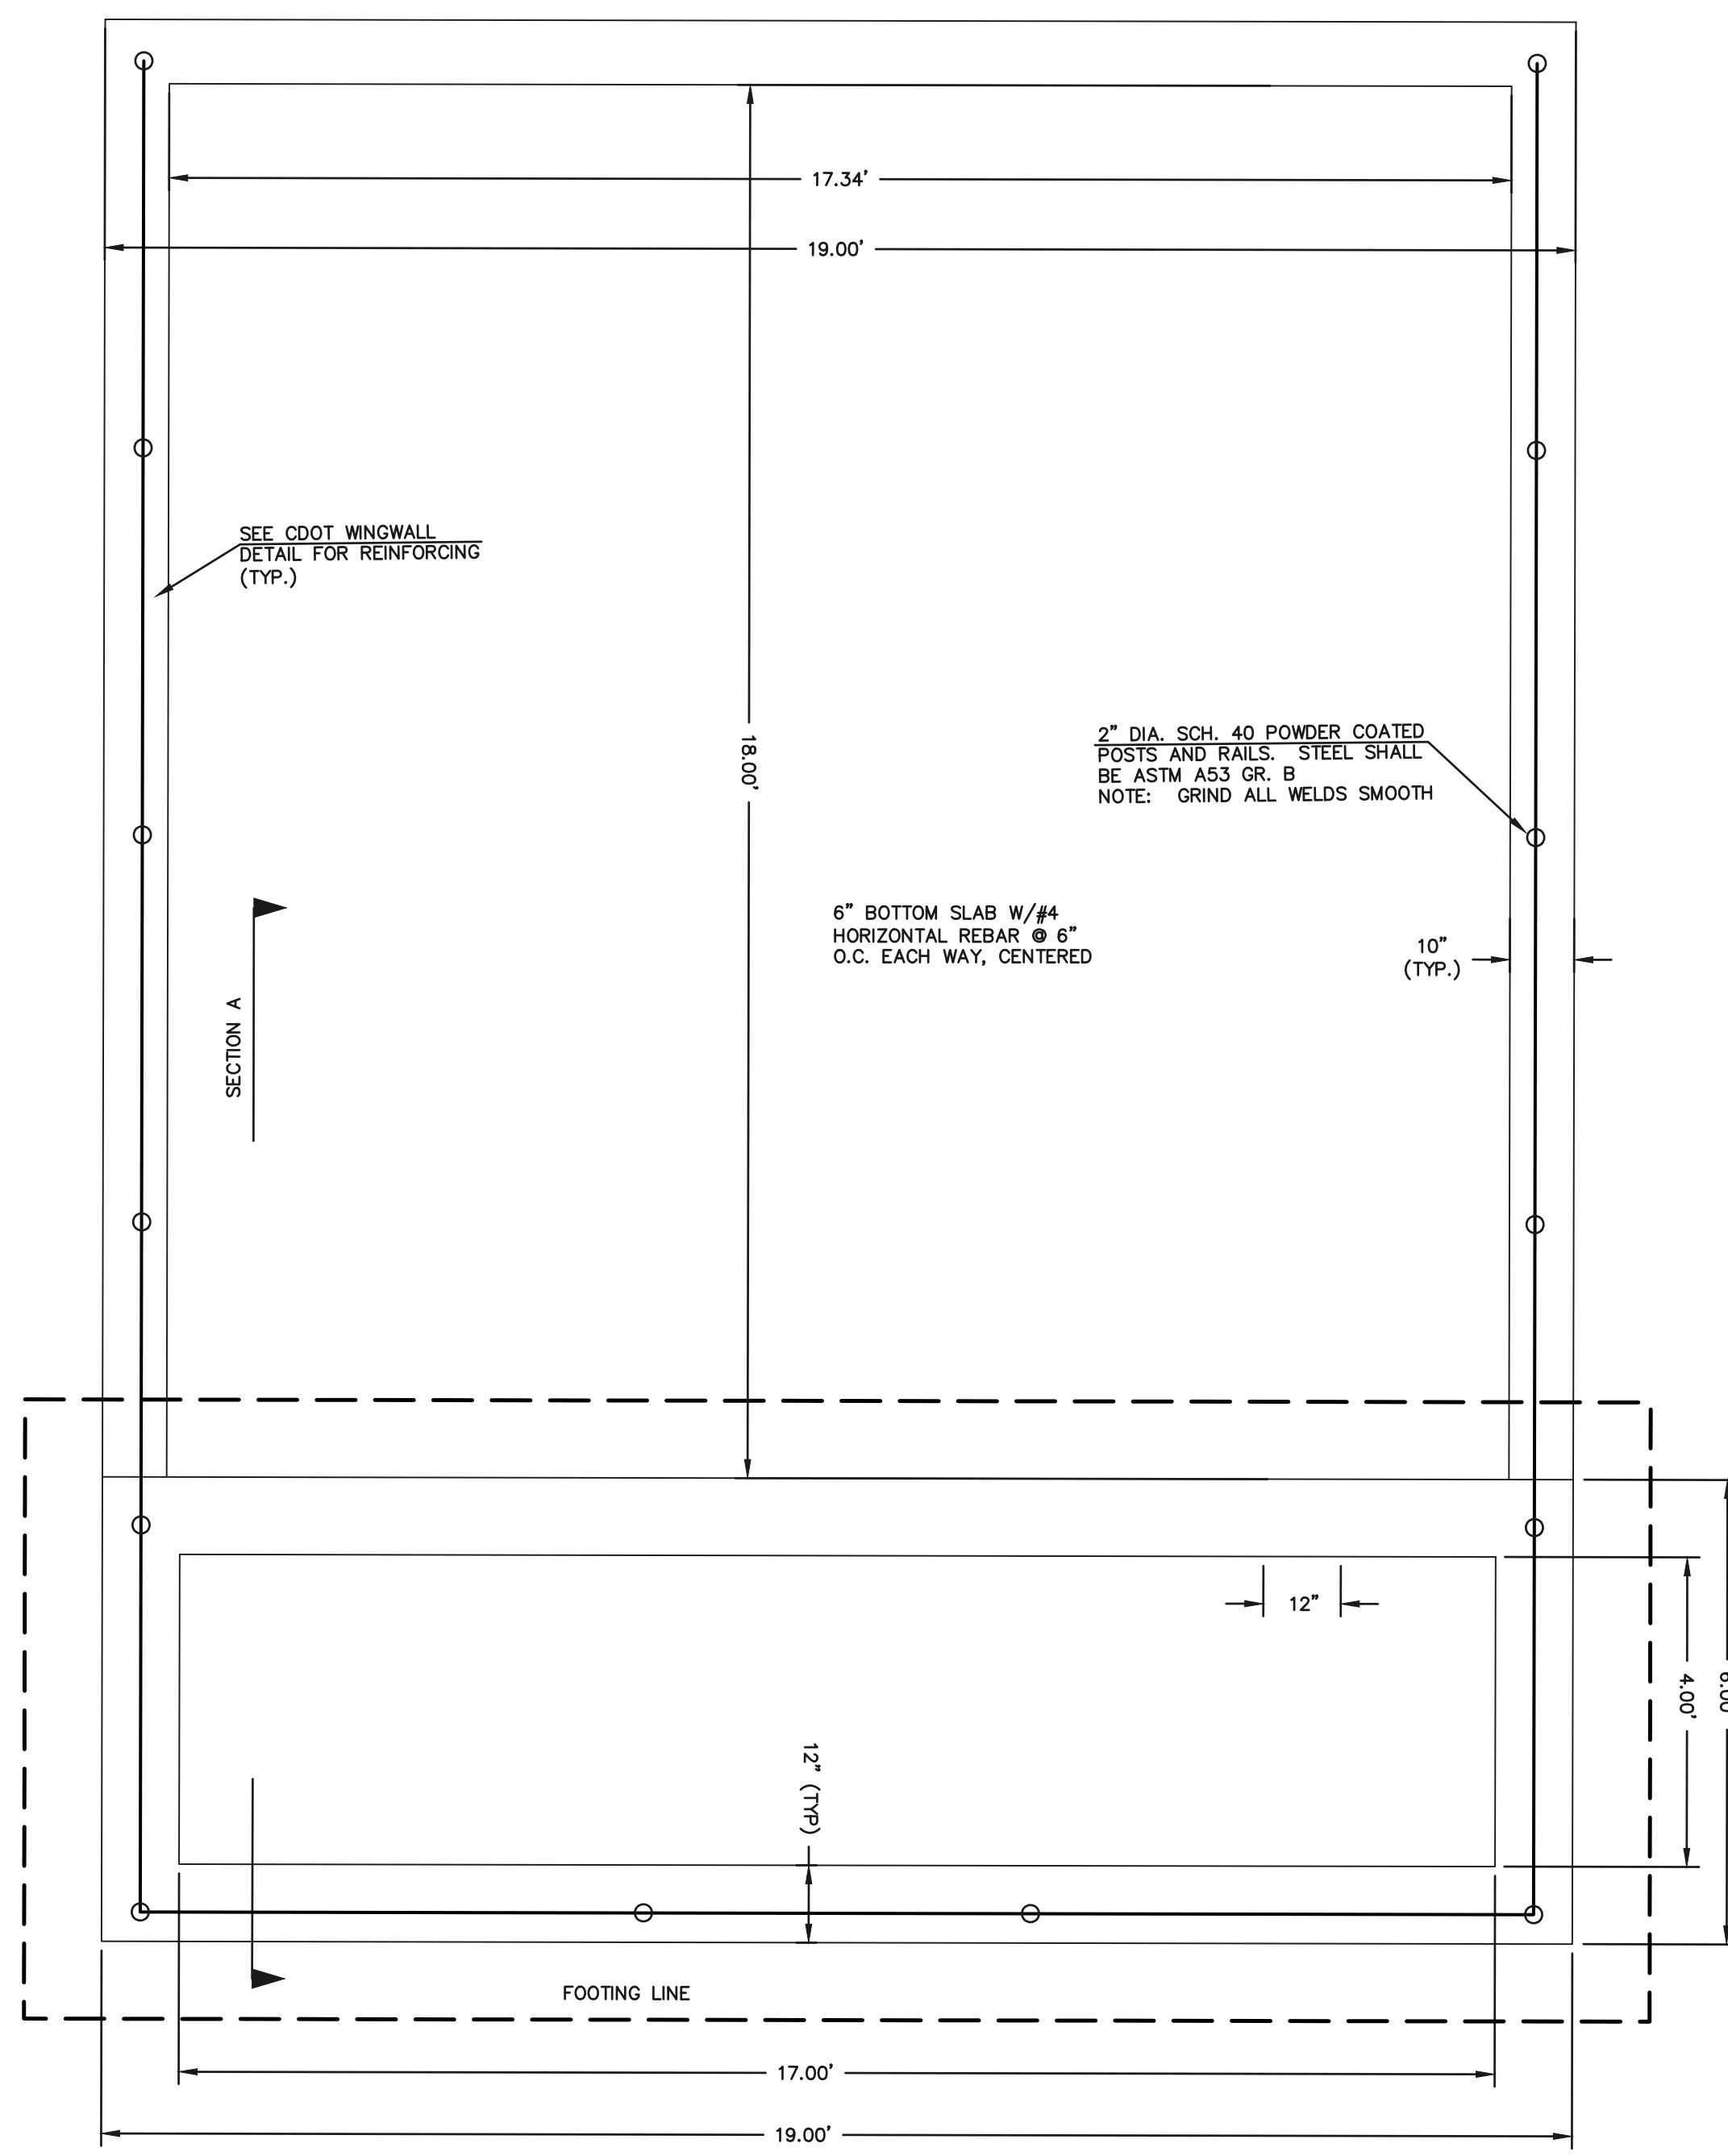 17.34'
19.00'
SEE CDOT WINGWALL
DETAIL FOR REINFORCING
(TYP.)
18.00'
2" DIA. SCH. 40 POWDER COATED
POSTS AND RAILS. STEEL SHALL
BE ASTM A53 GR. B
NOTE: GRIND ALL WELDS SMOOTH
6" BOTTOM SLAB W/#4
HORIZONTAL REBAR @ 6"
O.C. EACH WAY, CENTERED
10"
(TYP.)
SECTION A
12"
4.00'
12" (TYP)
FOOTING LINE
17.00'
19.00'